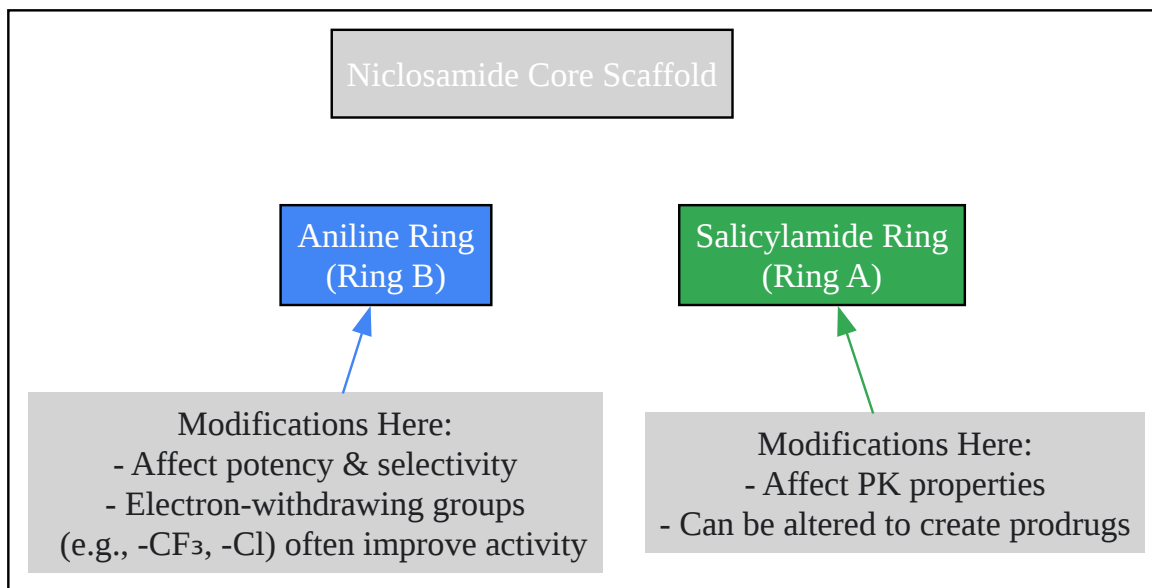 Niclosamide Core Scaffold
Aniline Ring
(Ring B)
Salicylamide Ring
(Ring A)
Modifications Here:
- Affect potency & selectivity
- Electron-withdrawing groups
(e.g., -CF₃, -Cl) often improve activity
Modifications Here:
- Affect PK properties
- Can be altered to create prodrugs